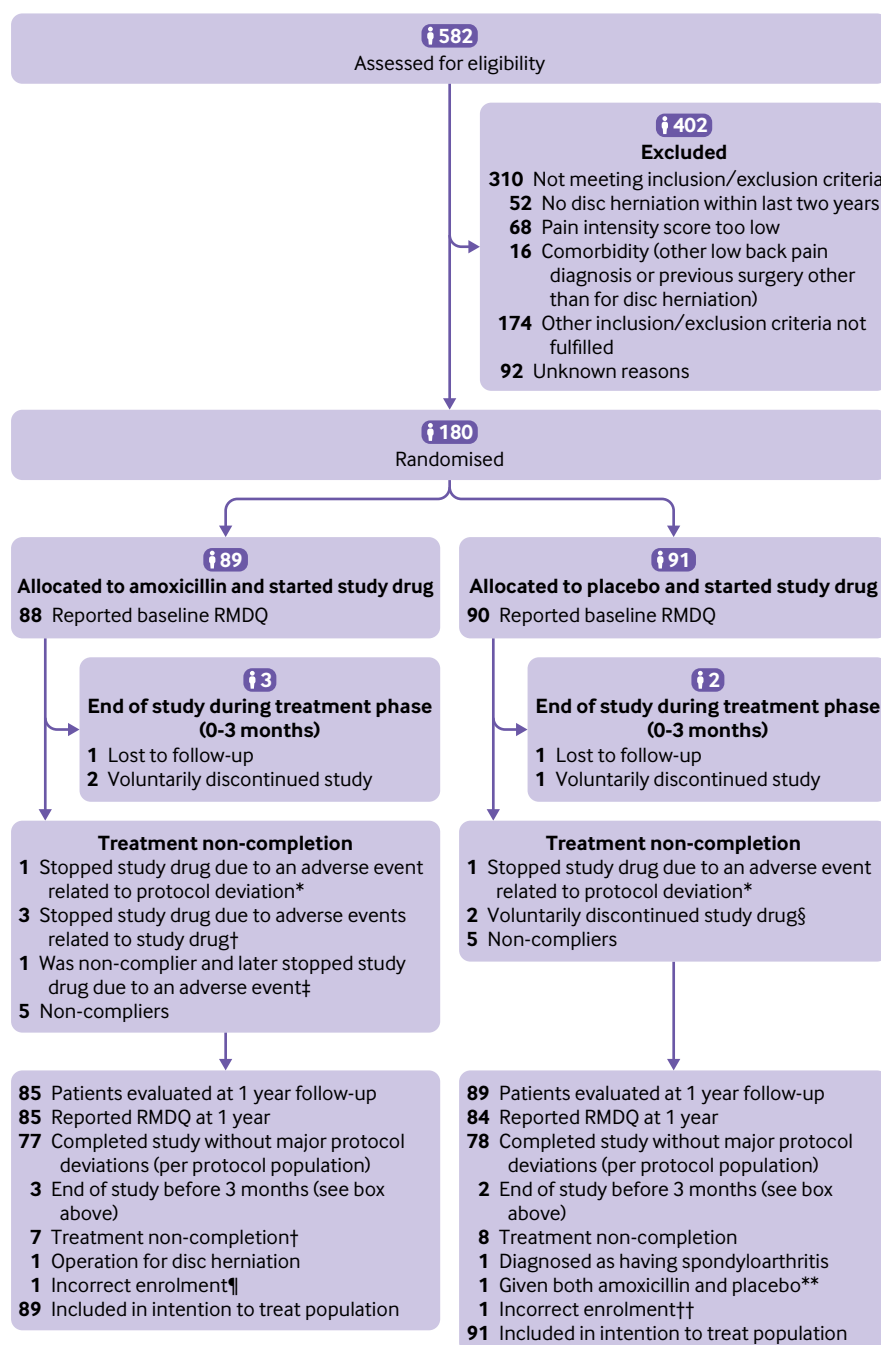 582
Assessed for eligibility
402
Excluded
310 Not meeting inclusion/exclusion criteria
52 No disc herniation within last two years
68 Pain intensity score too low
16 Comorbidity (other low back pain
diagnosis or previous surgery other
than for disc herniation)
174 Other inclusion/exclusion criteria not
fulfilled
92 Unknown reasons
180
Randomised
89
Allocated to amoxicillin and started study drug
88 Reported baseline RMDQ
91
Allocated to placebo and started study drug
90 Reported baseline RMDQ
3
End of study during treatment phase
(0-3 months)
1 Lost to follow-up
2 Voluntarily discontinued study
2
End of study during treatment phase
(0-3 months)
1 Lost to follow-up
1 Voluntarily discontinued study
Treatment non-completion
1 Stopped study drug due to an adverse event
related to protocol deviation*
3 Stopped study drug due to adverse events
related to study drug†
1 Was non-complier and later stopped study
drug due to an adverse event‡
5 Non-compliers
Treatment non-completion
1 Stopped study drug due to an adverse event
related to protocol deviation*
2 Voluntarily discontinued study drug§
5 Non-compliers
85 Patients evaluated at 1 year follow-up
85 Reported RMDQ at 1 year
77 Completed study without major protocol
deviations (per protocol population)
3 End of study before 3 months (see box
above)
7 Treatment non-completion†
1 Operation for disc herniation
1 Incorrect enrolment¶
89 Included in intention to treat population
89 Patients evaluated at 1 year follow-up
84 Reported RMDQ at 1 year
78 Completed study without major protocol
deviations (per protocol population)
2 End of study before 3 months (see box
above)
8 Treatment non-completion
1 Diagnosed as having spondyloarthritis
1 Given both amoxicillin and placebo**
1 Incorrect enrolment††
91 Included in intention to treat population